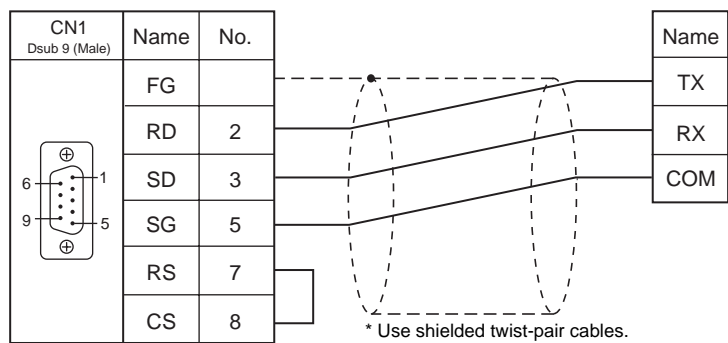 CN1
Dsub 9 (Male)
Name
No.
Name
FG
TX
RD
2
RX
SD
3
COM
SG
5
RS
7
CS
8
1
6
9
5
* Use shielded twist-pair cables.